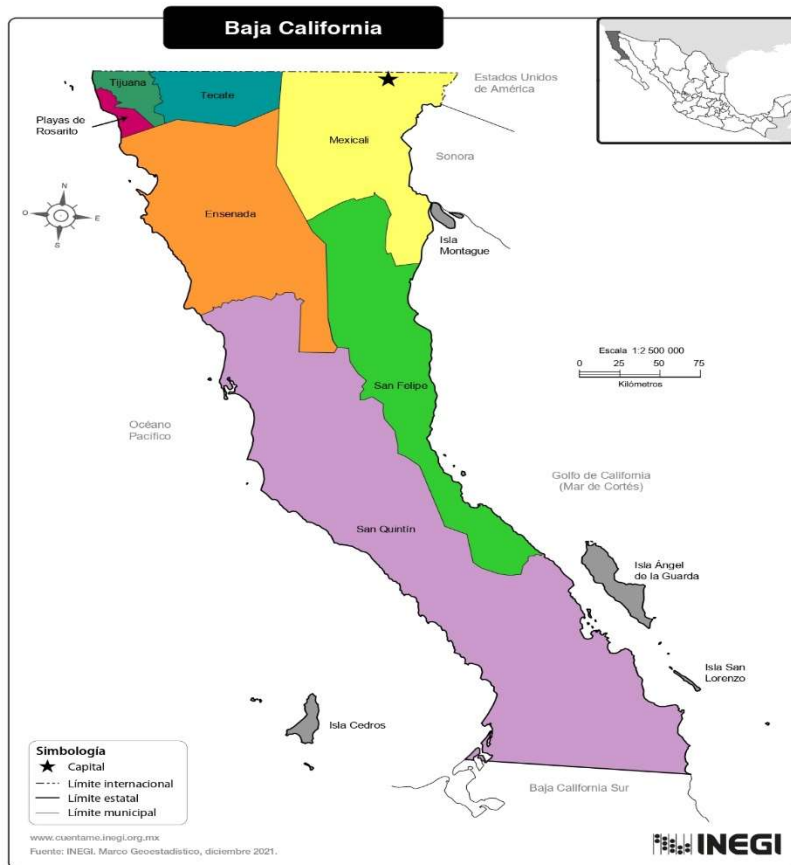 Baja California
Estados Unidos
de América
Tijuana
Tecate
Playas de
Rosarito
Mexicali
Sonora
N
O
E
S
Ensenada
Isla
Montague
Escala 1:2 500 000
0 25 50 75
Kilómetros
San Felipe
Océano
Pacífico
Golfo de California
(Mar de Cortés)
San Quintín
Isla Ángel
de la Guarda
Isla San
Lorenzo
Isla Cedros
Simbología
Capital
Límite internacional
Límite estatal
Límite municipal
Baja California Sur
www.cuentame.inegi.org.mx
Fuente: INEGI. Marco Geoestadístico, diciembre 2021.
INEGI